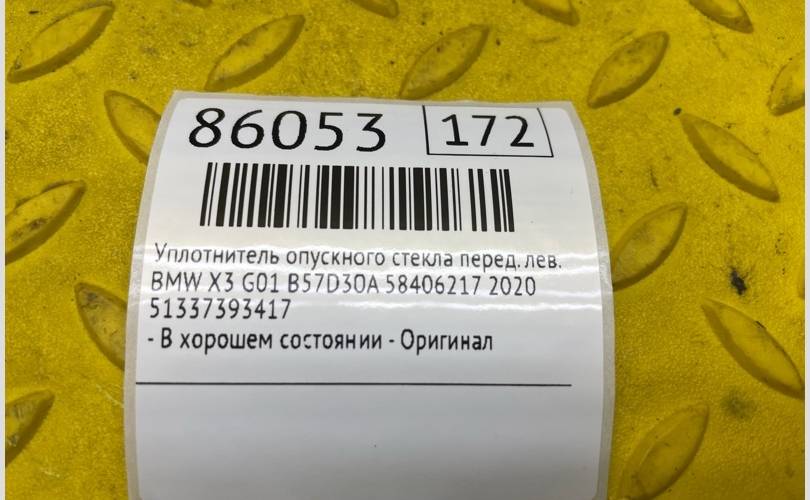 86053 172
Уплотнитель опускного стекла перед. лев.
BMW X3 G01 B57D30A 58406217 2020
51337393417
- В хорошем состоянии - Оригинал